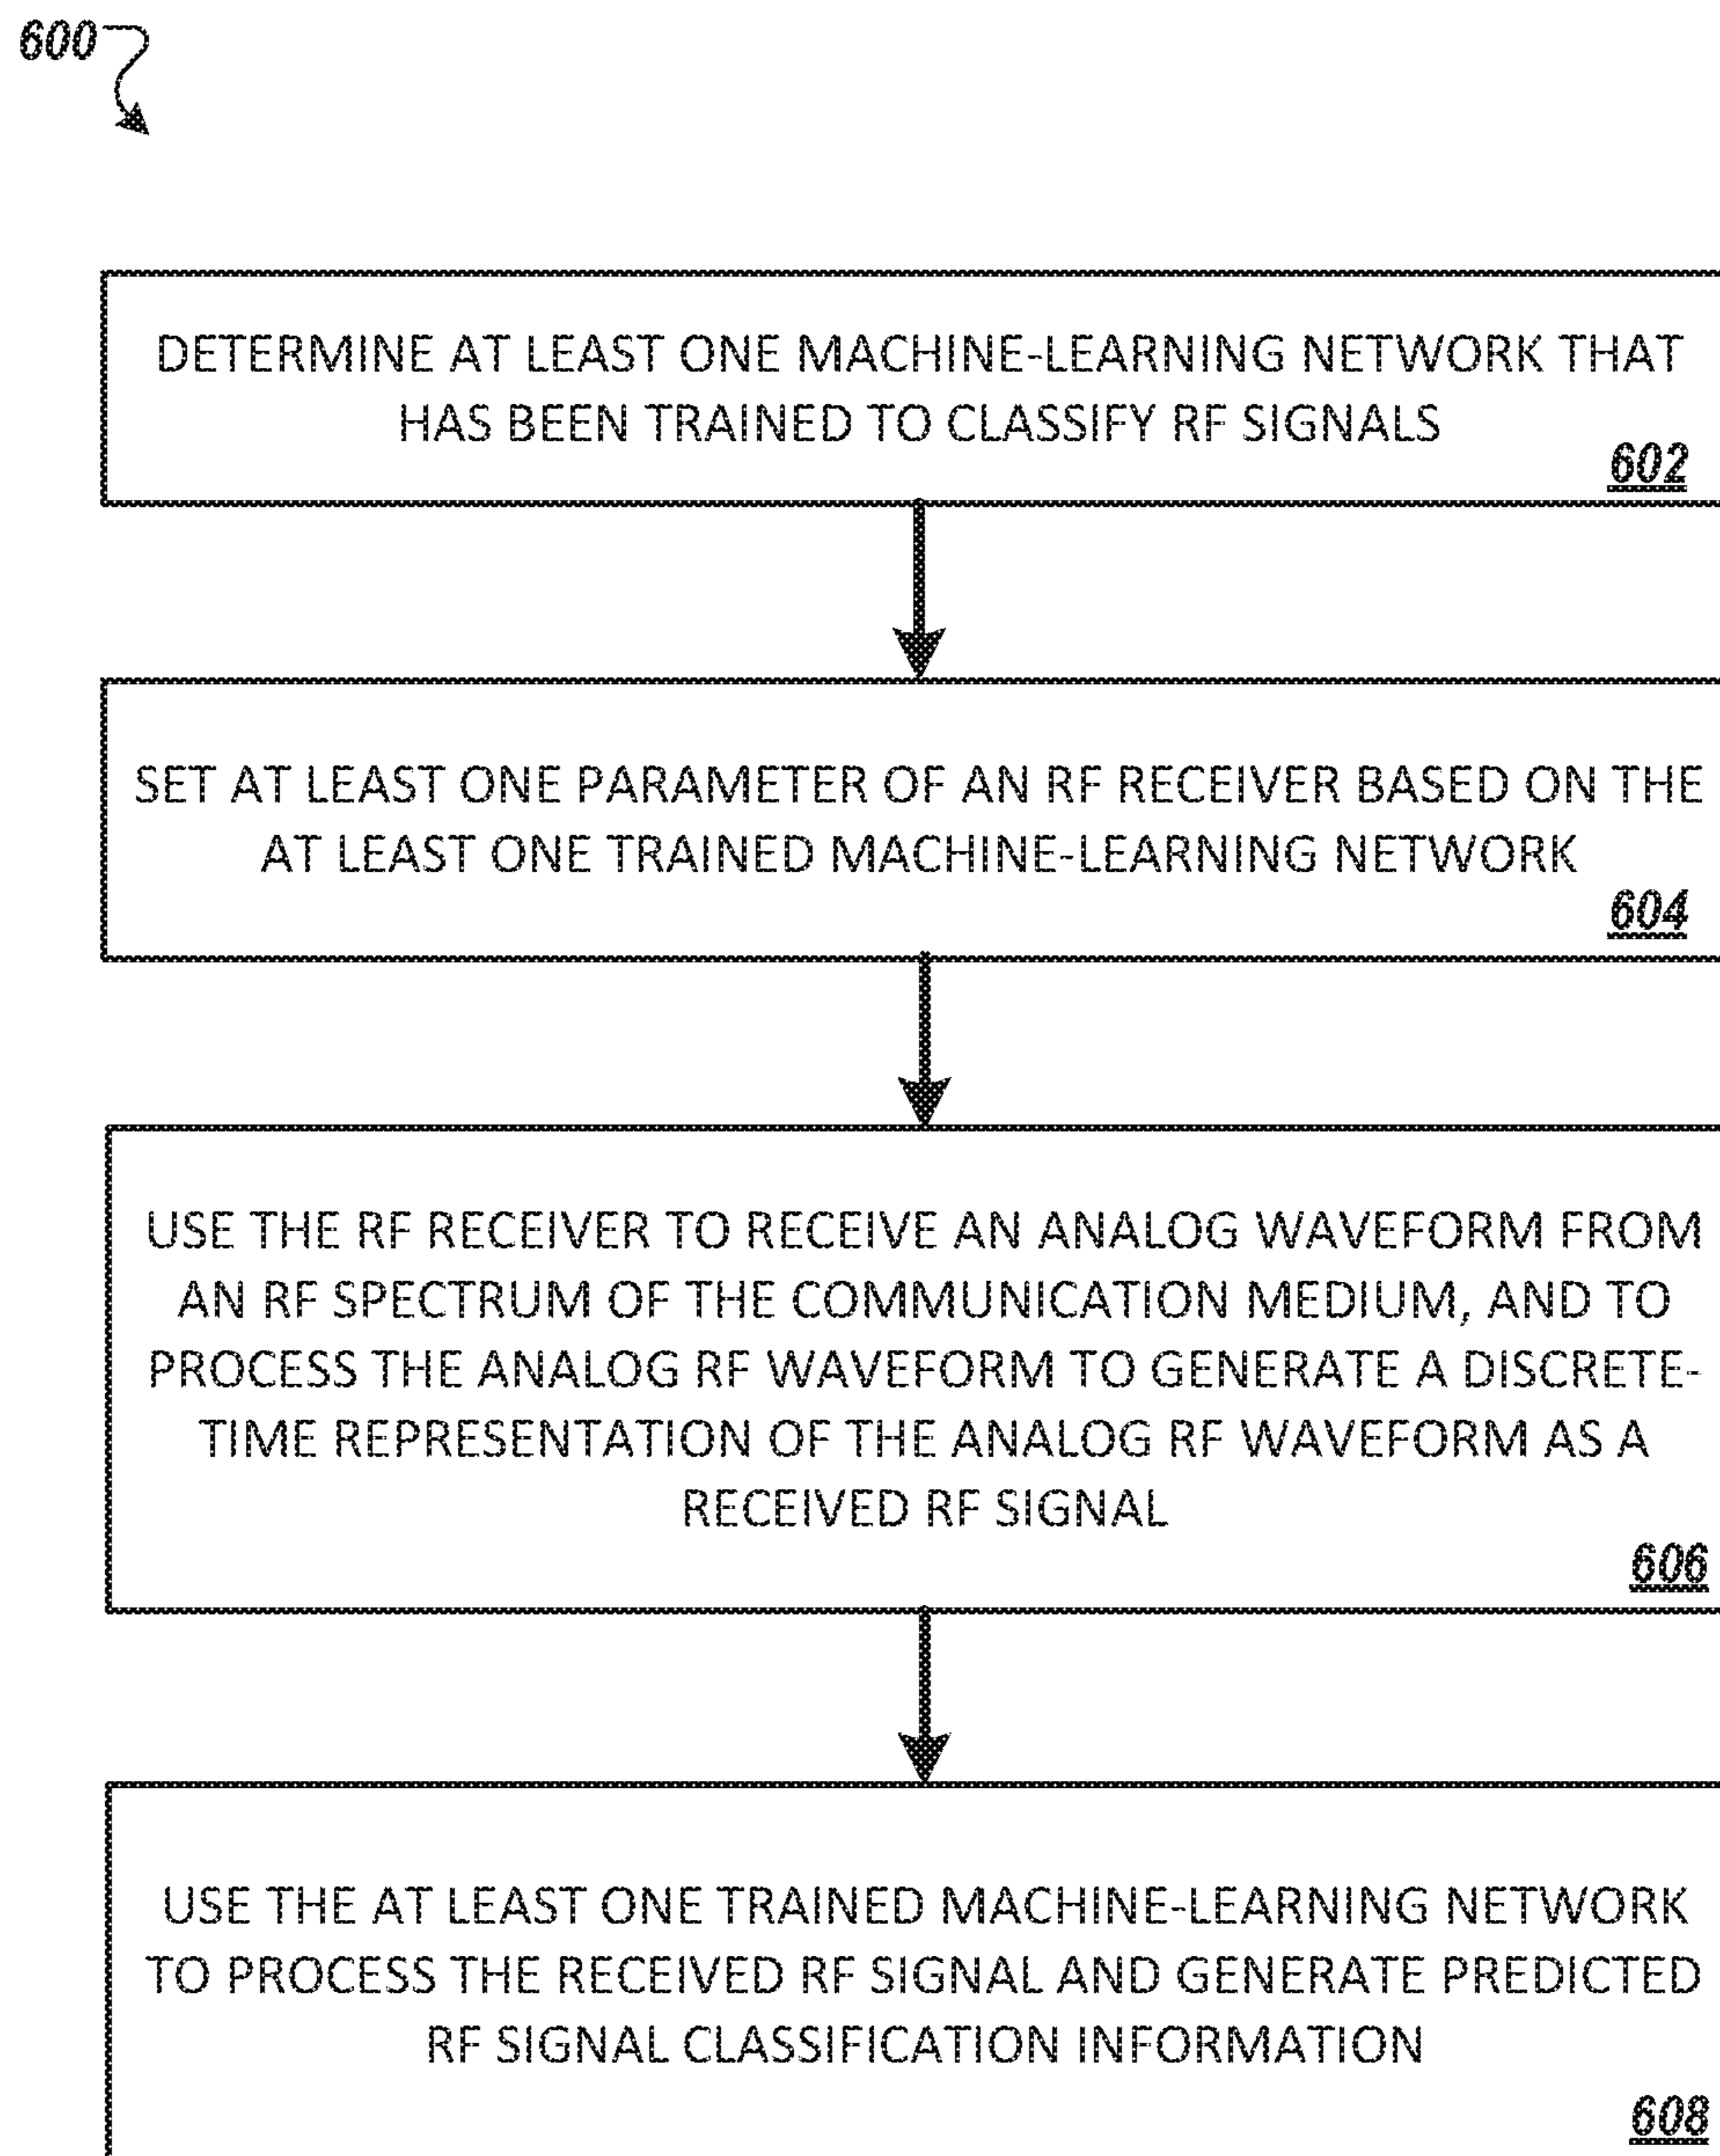 600
DETERMINE AT LEAST ONE MACHINE-LEARNING NETWORK THAT
HAS BEEN TRAINED TO CLASSIFY RF SIGNALS
602
SET AT LEAST ONE PARAMETER OF AN RF RECEIVER BASED ON THE
AT LEAST ONE TRAINED MACHINE-LEARNING NETWORK
604
USE THE RF RECEIVER TO RECEIVE AN ANALOG WAVEFORM FROM
AN RF SPECTRUM OF THE COMMUNICATION MEDIUM, AND TO
PROCESS THE ANALOG RF WAVEFORM TO GENERATE A DISCRETE-
TIME REPRESENTATION OF THE ANALOG RF WAVEFORM AS A
RECEIVED RF SIGNAL
606
USE THE AT LEAST ONE TRAINED MACHINE-LEARNING NETWORK
TO PROCESS THE RECEIVED RF SIGNAL AND GENERATE PREDICTED
RF SIGNAL CLASSIFICATION INFORMATION
608